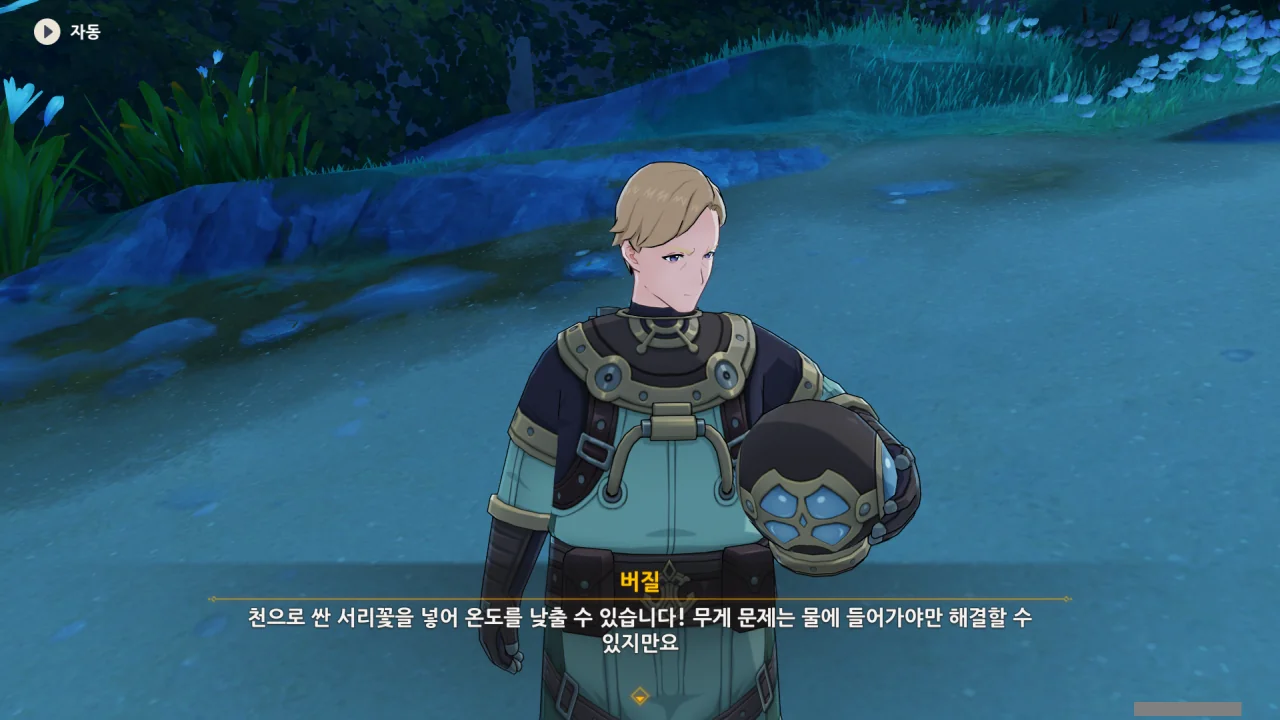 자동
버질
천으로 싼 서리꽃을 넣어 온도를 낮출 수 있습니다! 무게 문제는 물에 들어가야만 해결할 수
있지만요